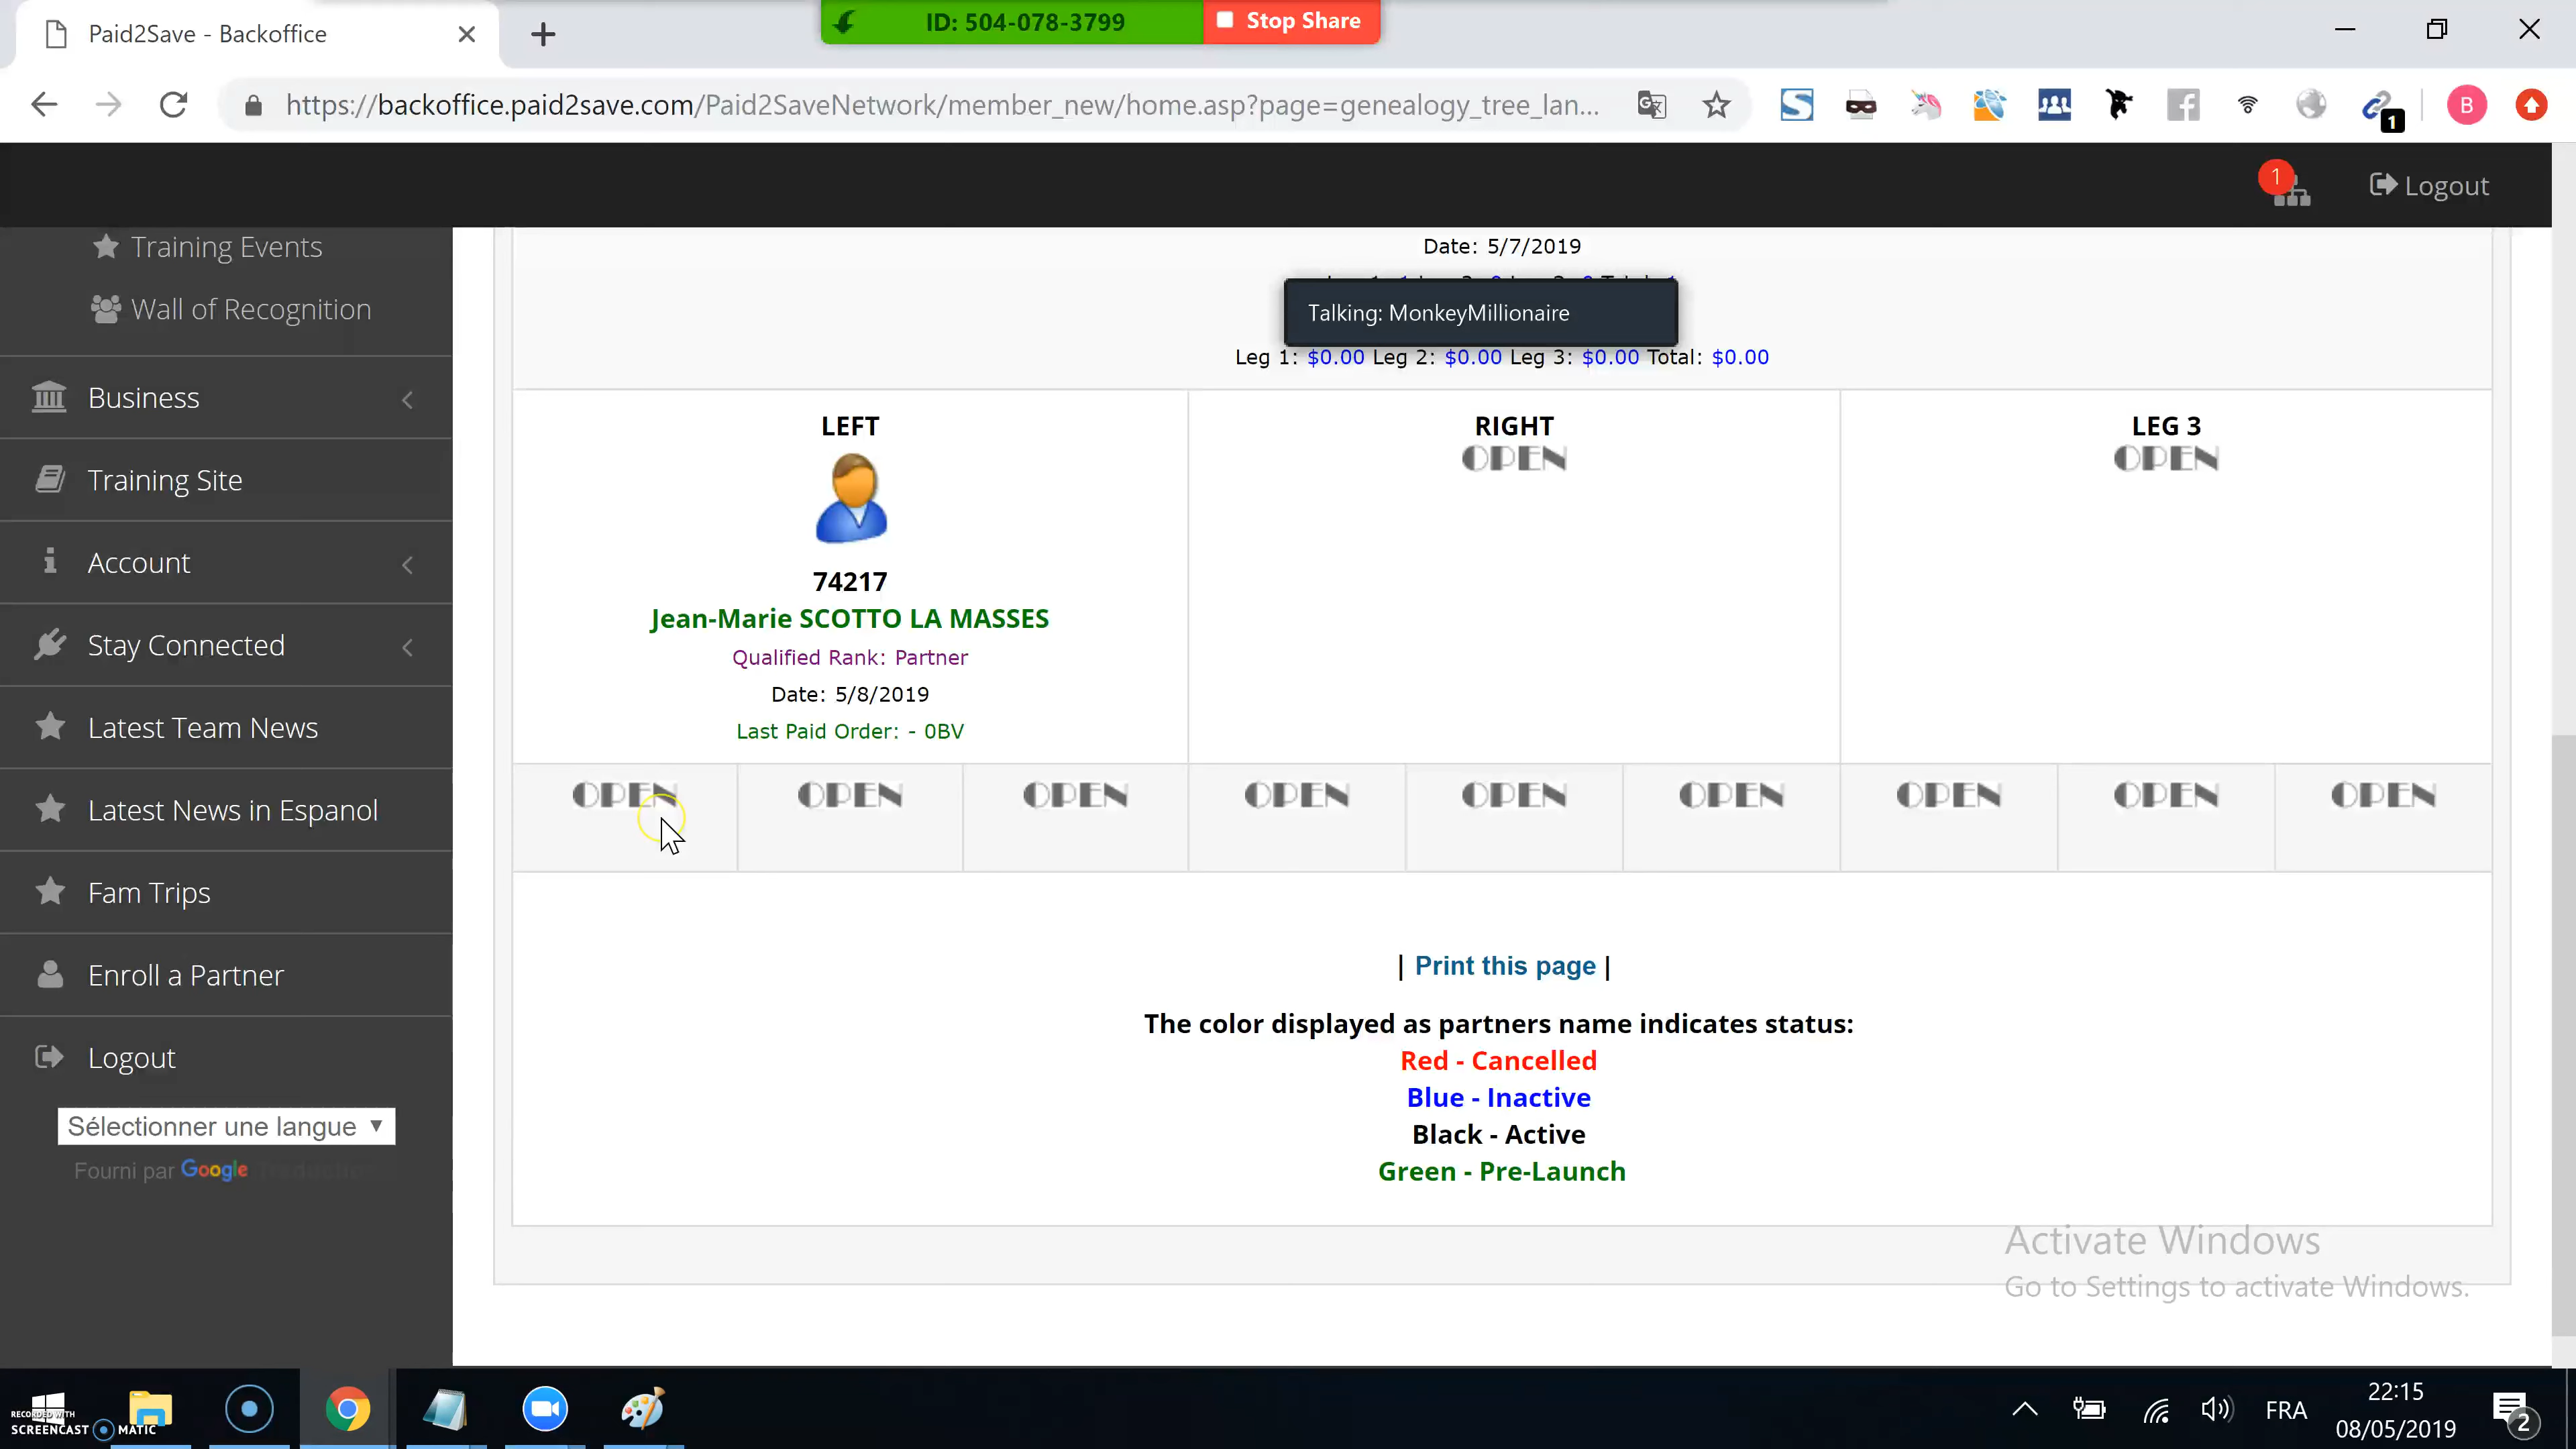 Paid2Save - Backoffice
ID: 504-078-3799
Stop Share
https://backoffice.paid2save.com/Paid2SaveNetwork/member_new/home.asp?page=genealogy_tree_lan...
1
B
1
Logout
Training Events
Wall of Recognition
Business
Training Site
Account
Stay Connected
Latest Team News
Latest News in Espanol
Fam Trips
Enroll a Partner
Logout
Sélectionner une langue
Fourni par Google
Date: 5/7/2019
Talking: MonkeyMillionaire
Leg 1: $0.00 Leg 2: $0.00 Leg 3: $0.00 Total: $0.00
LEFT
74217
Jean-Marie SCOTTO LA MASSES
Qualified Rank: Partner
Date: 5/8/2019
Last Paid Order: - 0BV
RIGHT
OPEN
LEG 3
OPEN
OPEN OPEN OPEN OPEN OPEN OPEN OPEN OPEN OPEN
| Print this page |
The color displayed as partners name indicates status:
Red - Cancelled
Blue - Inactive
Black - Active
Green - Pre-Launch
Activate Windows
Go to Settings to activate Windows.
RECORDED WITH
SCREENCAST MATIC
FRA
22:15
08/05/2019
2